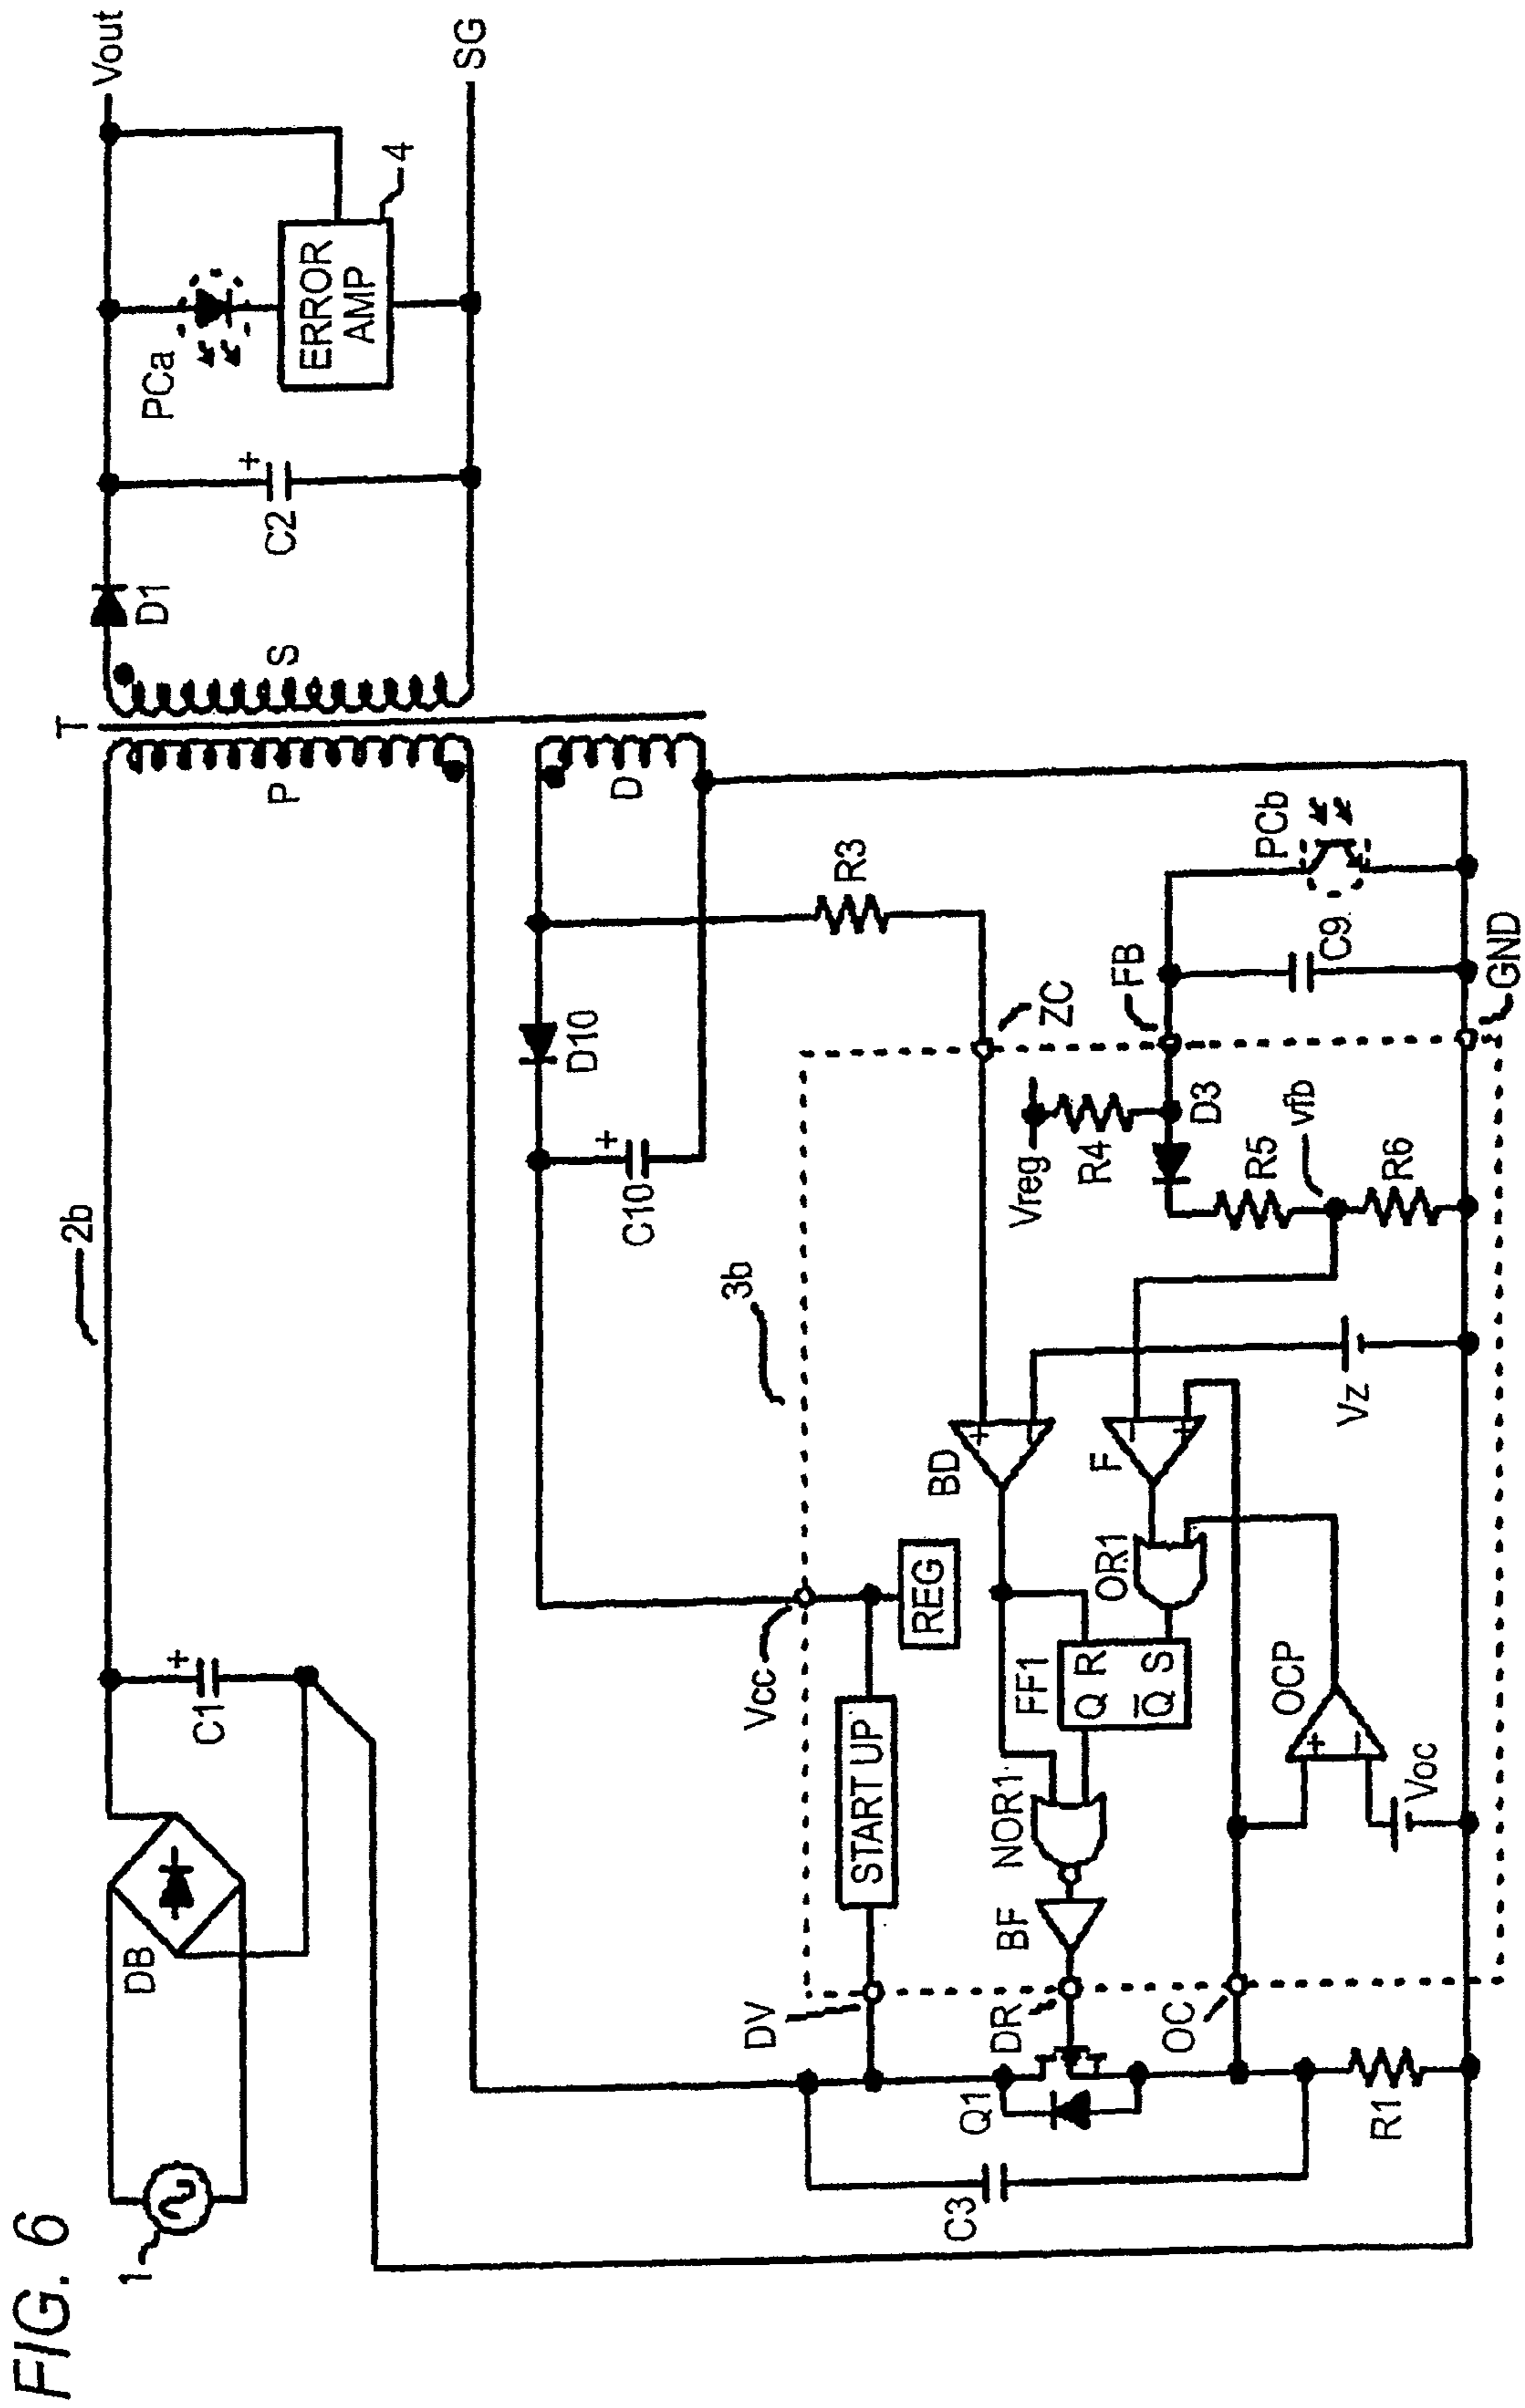 FIG. 6
1
DB
C1
+
2b
T
P
S
D1
C2
+
PCa
ERROR
AMP
4
Vout
SG
D
D10
C10
+
R3
3b
Vcc
REG
START UP
DV
DR
OC
ZC
FB
GND
BD
+
−
F
−
+
OR1
FF1
Q R
Q̅ S
NOR1
BF
OCP
+
−
Voc
Vz
Vreg
R4
D3
R5
vfb
R6
C9
PCb
Q1
C3
R1